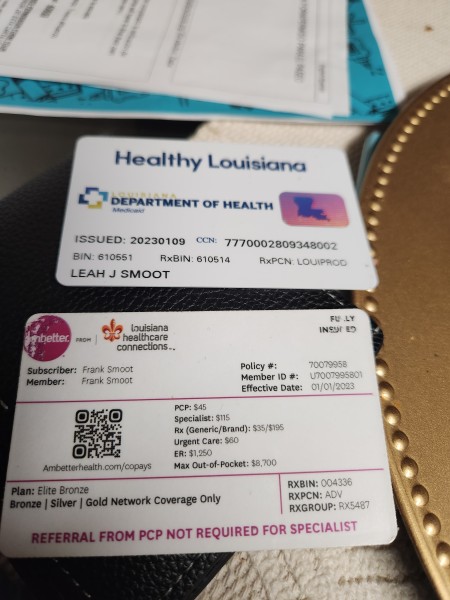 Healthy Louisiana
LOUISIANA
DEPARTMENT OF HEALTH
Medicaid
ISSUED: 20230109 CCN: 7770002809348002
BIN: 610551 RxBIN: 610514 RxPCN: LOUIPROD
LEAH J SMOOT
ambetter. FROM louisiana healthcare connections.
FULLY
INSURED
Subscriber: Frank Smoot
Member: Frank Smoot
Policy #: 70079958
Member ID #: U7007995801
Effective Date: 01/01/2023
Ambetterhealth.com/copays
PCP: $45
Specialist: $115
Rx (Generic/Brand): $35/$195
Urgent Care: $60
ER: $1,250
Max Out-of-Pocket: $8,700
Plan: Elite Bronze
Bronze | Silver | Gold Network Coverage Only
RXBIN: 004336
RXPCN: ADV
RXGROUP: RX5487
REFERRAL FROM PCP NOT REQUIRED FOR SPECIALIST